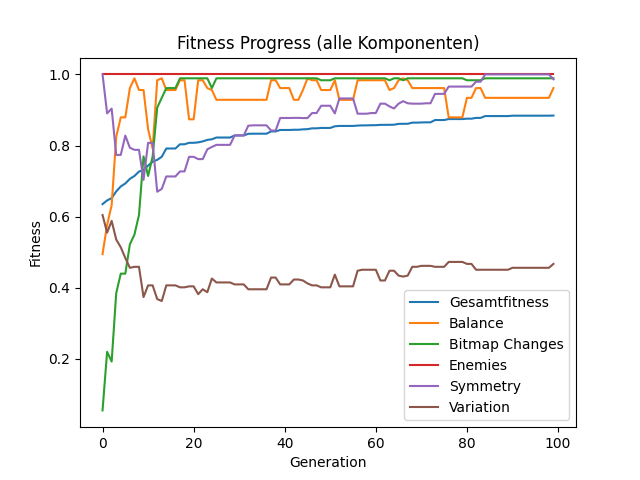 Fitness Progress (alle Komponenten)
Fitness
1.0
0.8
0.6
0.4
0.2
0
20
40
60
80
100
Generation
Gesamtfitness
Balance
Bitmap Changes
Enemies
Symmetry
Variation